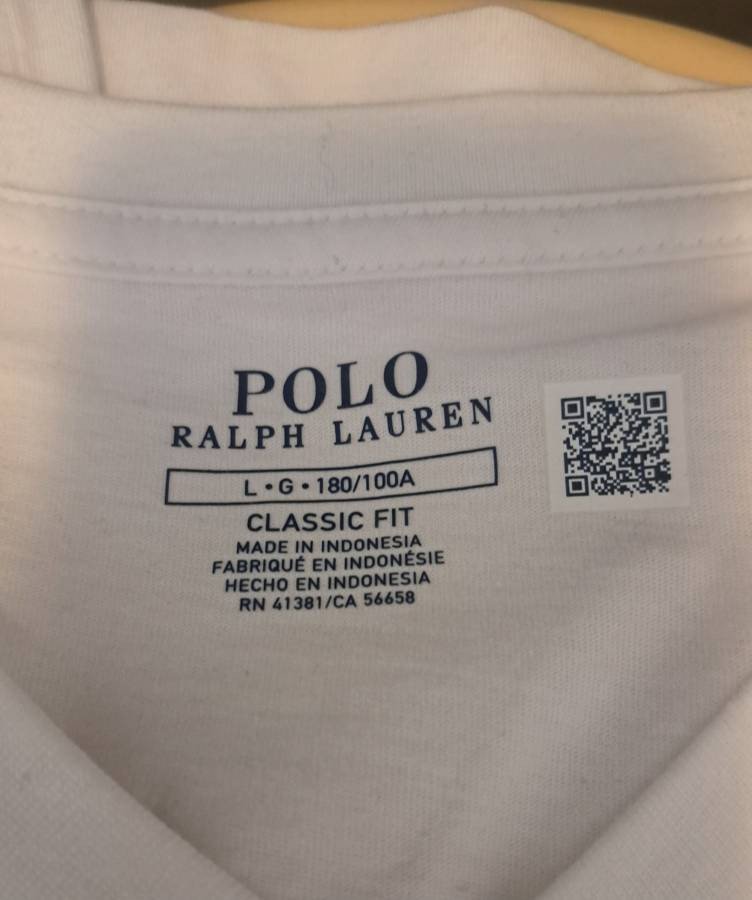 POLO
RALPH LAUREN
L • G • 180/100A
CLASSIC FIT
MADE IN INDONESIA
FABRIQUÉ EN INDONÉSIE
HECHO EN INDONESIA
RN 41381/CA 56658